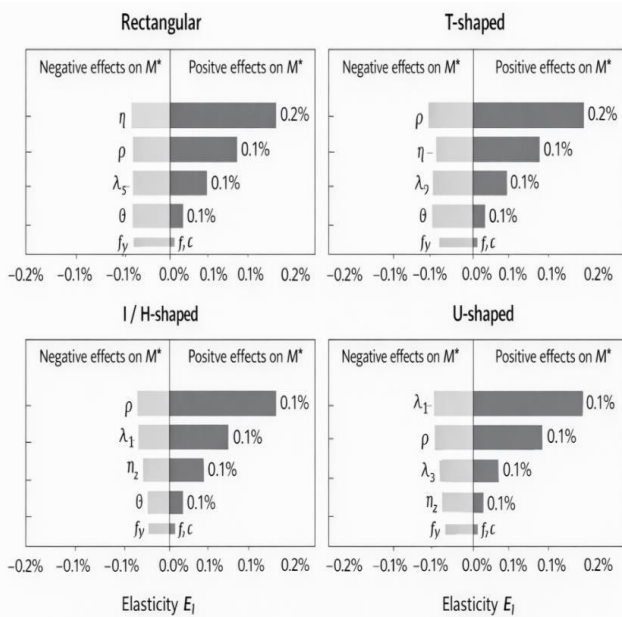 Rectangular
Negative effects on M*
Positve effects on M*
η
0.2%
ρ
0.1%
λ5
0.1%
θ
0.1%
fy
f,c
−0.2%
−0.1%
−0.1%
0.0%
0.1%
0.1%
0.2%
T-shaped
Negative effects on M*
Positve effects on M*
ρ
0.2%
η
0.1%
0.1%
θ
0.1%
fy
f,c
−0.2%
−0.1%
−0.1%
0.0%
0.1%
0.1%
0.2%
I / H-shaped
Negative effects on M*
Positve effects on M*
ρ
0.1%
λ1
0.1%
η2
0.1%
θ
0.1%
fy
f,c
−0.2%
−0.1%
−0.1%
0.0%
0.1%
0.1%
0.2%
Elasticity EI
U-shaped
Negative effects on M*
Positive effects on M*
λ1
0.1%
ρ
0.1%
λ3
0.1%
η2
0.1%
fy
f,c
−0.2%
−0.1%
−0.1%
0.0%
0.1%
0.1%
0.2%
Elasticity EI